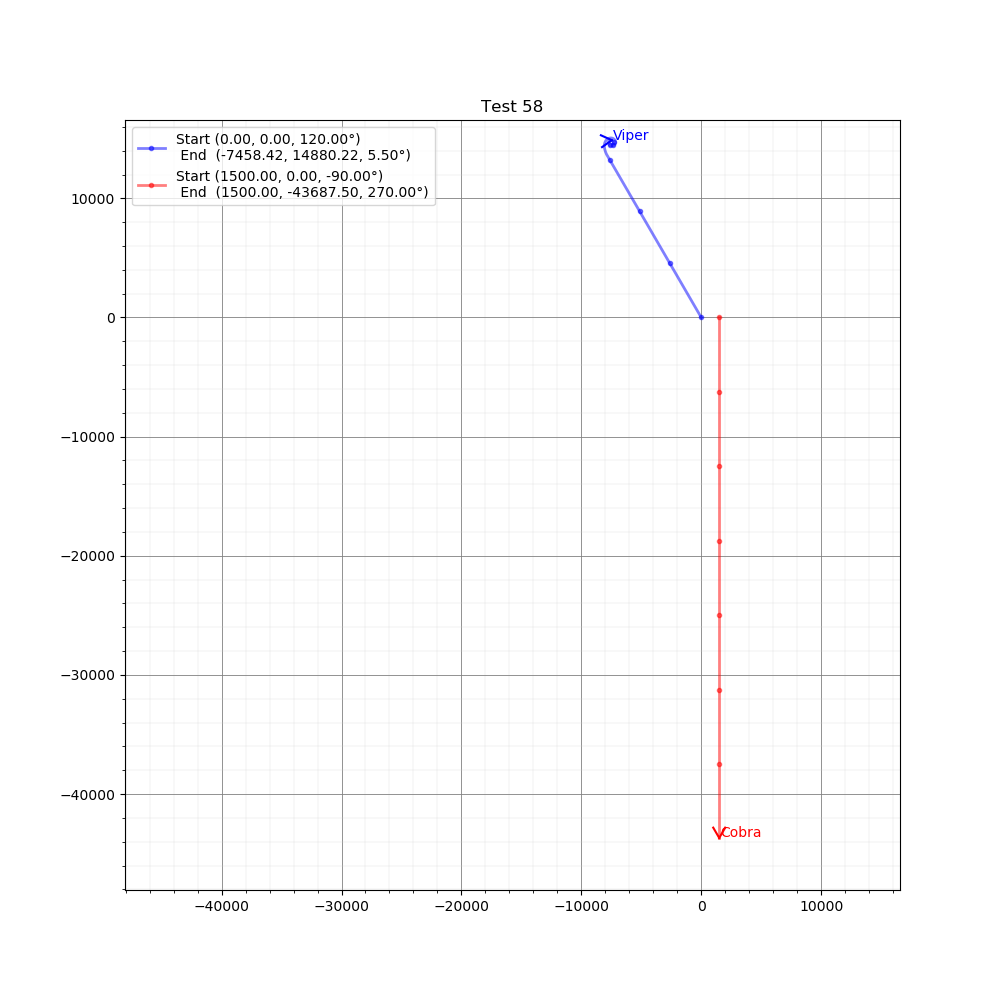 Test 58
Start (0.00, 0.00, 120.00°)
End  (-7458.42, 14880.22, 5.50°)
Start (1500.00, 0.00, -90.00°)
End  (1500.00, -43687.50, 270.00°)
Viper
Cobra
10000
0
−10000
−20000
−30000
−40000
−40000
−30000
−20000
−10000
0
10000